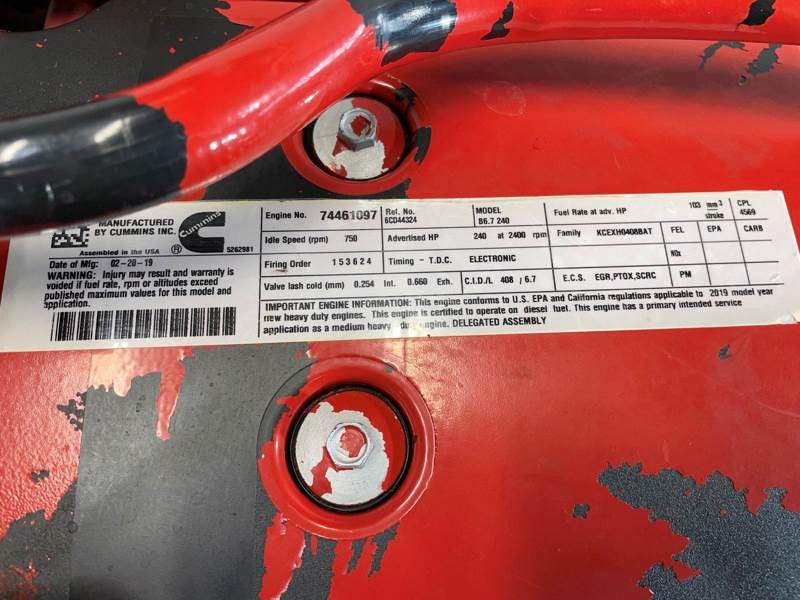 MANUFACTURED
BY CUMMINS INC.
Cummins
Assembled in the USA
5262981
Date of Mfg: 02-20-19
WARNING: Injury may result and warranty is
voided if fuel rate, rpm or altitudes exceed
published maximum values for this model and
application.
Engine No. 74461097
Ref. No.
6CD44324
MODEL
B6.7 240
Fuel Rate at adv. HP 103 mm³
stroke
CPL
4569
Idle Speed (rpm) 750
Advertised HP 240 at 2400 rpm
Family KCEXH0408BAT
FEL EPA CARB
Firing Order 153624
Timing - T.D.C. ELECTRONIC
NOx
Valve lash cold (mm) 0.254 Int. 0.660 Exh.
C.I.D./L 408 / 6.7
E.C.S. EGR,PTOX,SCRC
PM
IMPORTANT ENGINE INFORMATION: This engine conforms to U.S. EPA and California regulations applicable to 2019 model year
new heavy duty engines. This engine is certified to operate on diesel fuel. This engine has a primary intended service
application as a medium heavy duty engine. DELEGATED ASSEMBLY